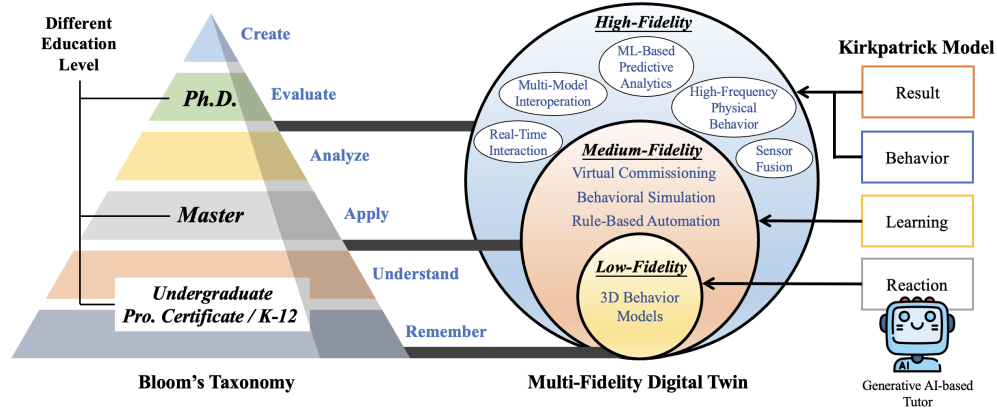 Different
Education
Level
Create
Ph.D.
Evaluate
Analyze
Master
Apply
Understand
Undergraduate
Pro. Certificate / K-12
Remember
Bloom's Taxonomy
High-Fidelity
ML-Based
Predictive
Analytics
Multi-Model
Interoperation
High-Frequency
Physical
Behavior
Real-Time
Interaction
Sensor
Fusion
Medium-Fidelity
Virtual Commissioning
Behavioral Simulation
Rule-Based Automation
Low-Fidelity
3D Behavior
Models
Multi-Fidelity Digital Twin
Kirkpatrick Model
Result
Behavior
Learning
Reaction
AI
Generative AI-based
Tutor